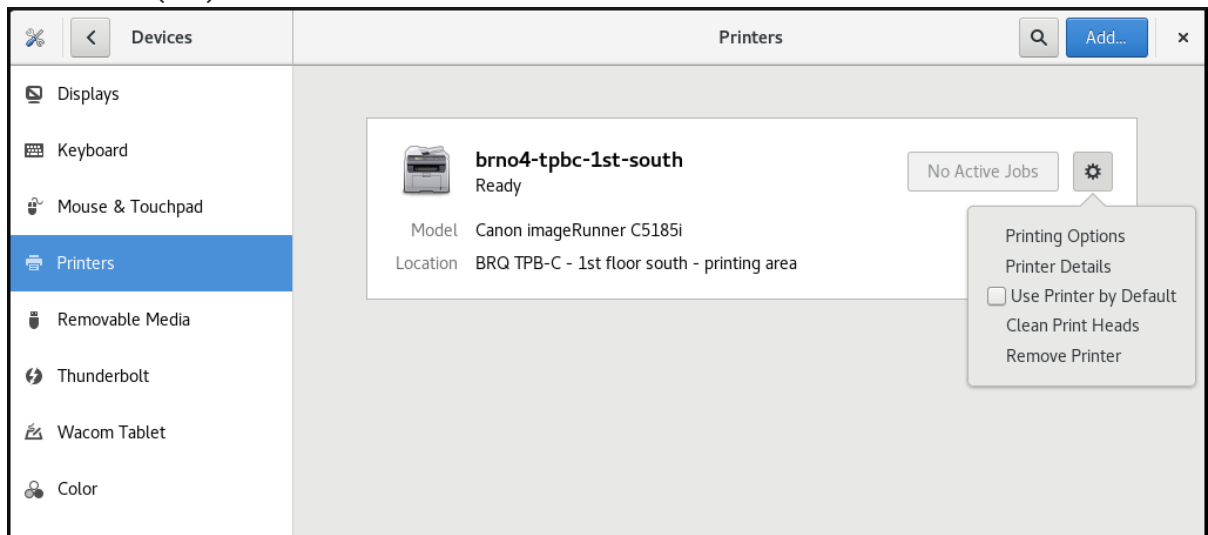 Devices
Printers
Add...
Displays
Keyboard
Mouse & Touchpad
Printers
Removable Media
Thunderbolt
Wacom Tablet
Color
brno4-tpbc-1st-south
Ready
No Active Jobs
Model Canon imageRunner C5185i
Location BRQ TPB-C - 1st floor south - printing area
Printing Options
Printer Details
Use Printer by Default
Clean Print Heads
Remove Printer